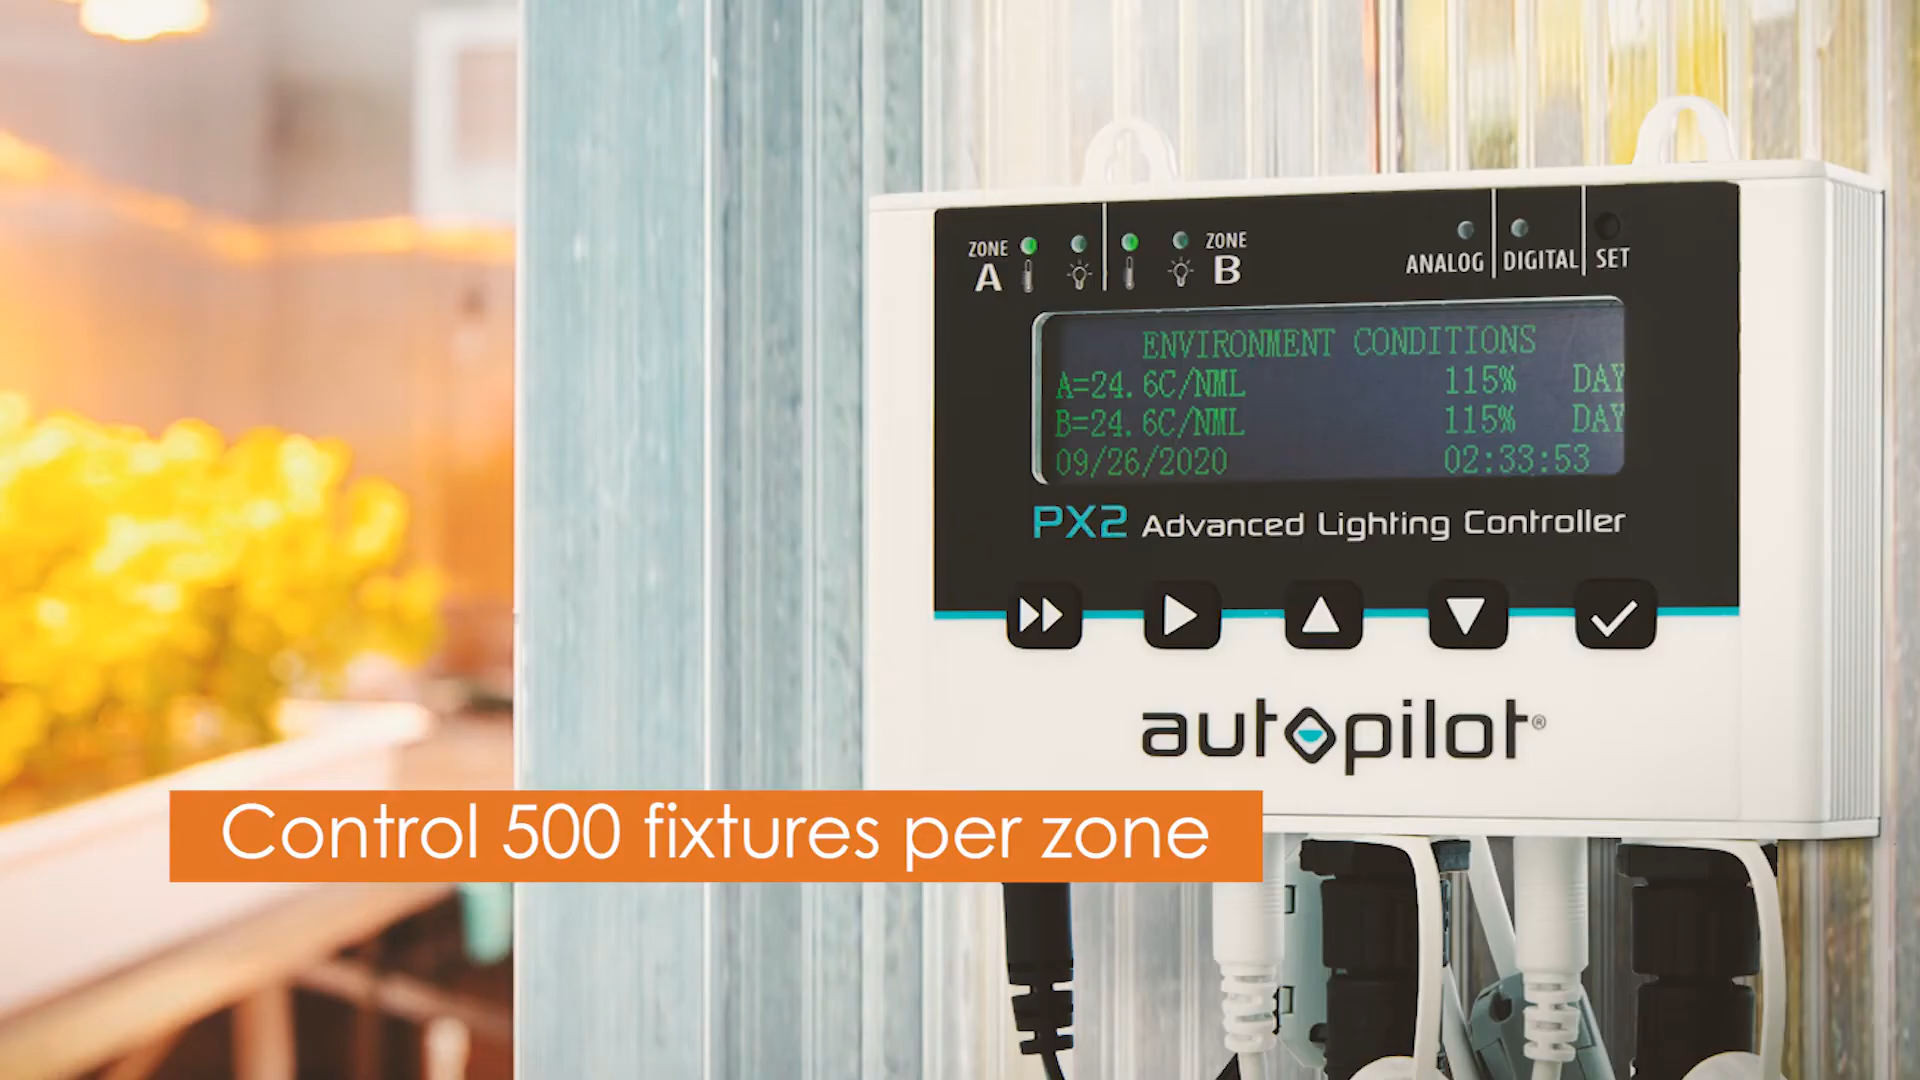 ZONE A
ZONE B
ANALOG DIGITAL SET
ENVIRONMENT CONDITIONS
A=24.6C/NML 115% DAY
B=24.6C/NML 115% DAY
09/26/2020 02:33:53
PX2 Advanced Lighting Controller
autopilot®
Control 500 fixtures per zone